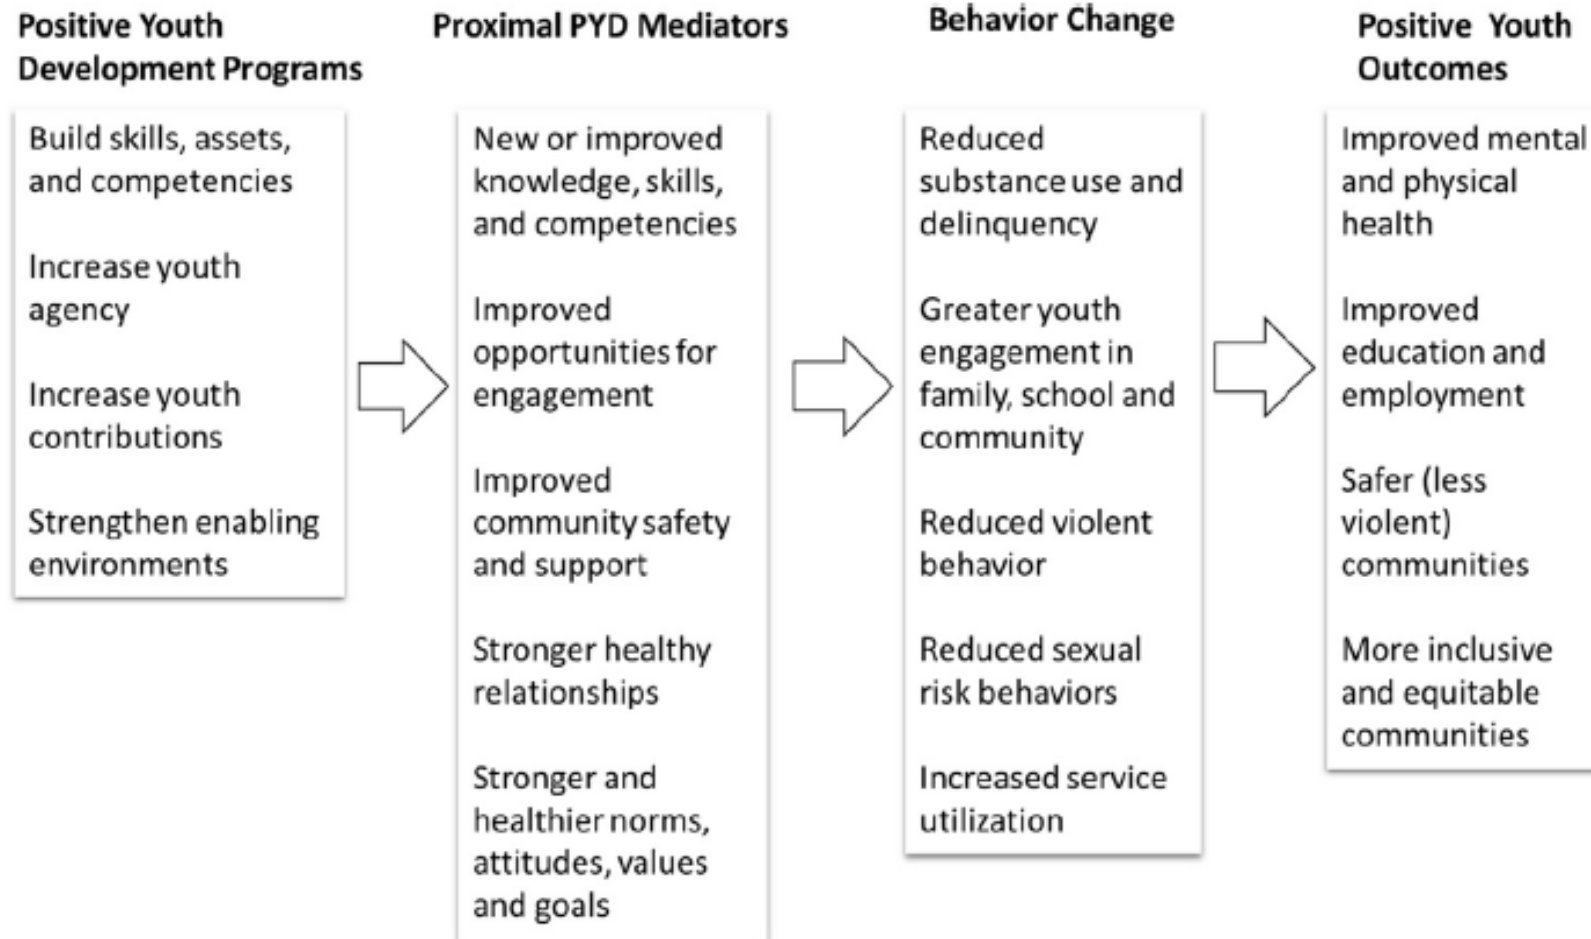 Positive Youth
Development Programs
Build skills, assets,
and competencies
Increase youth
agency
Increase youth
contributions
Strengthen enabling
environments
Proximal PYD Mediators
New or improved
knowledge, skills,
and competencies
Improved
opportunities for
engagement
Improved
community safety
and support
Stronger healthy
relationships
Stronger and
healthier norms,
attitudes, values
and goals
Behavior Change
Reduced
substance use and
delinquency
Greater youth
engagement in
family, school and
community
Reduced violent
behavior
Reduced sexual
risk behaviors
Increased service
utilization
Positive Youth
Outcomes
Improved mental
and physical
health
Improved
education and
employment
Safer (less
violent)
communities
More inclusive
and equitable
communities